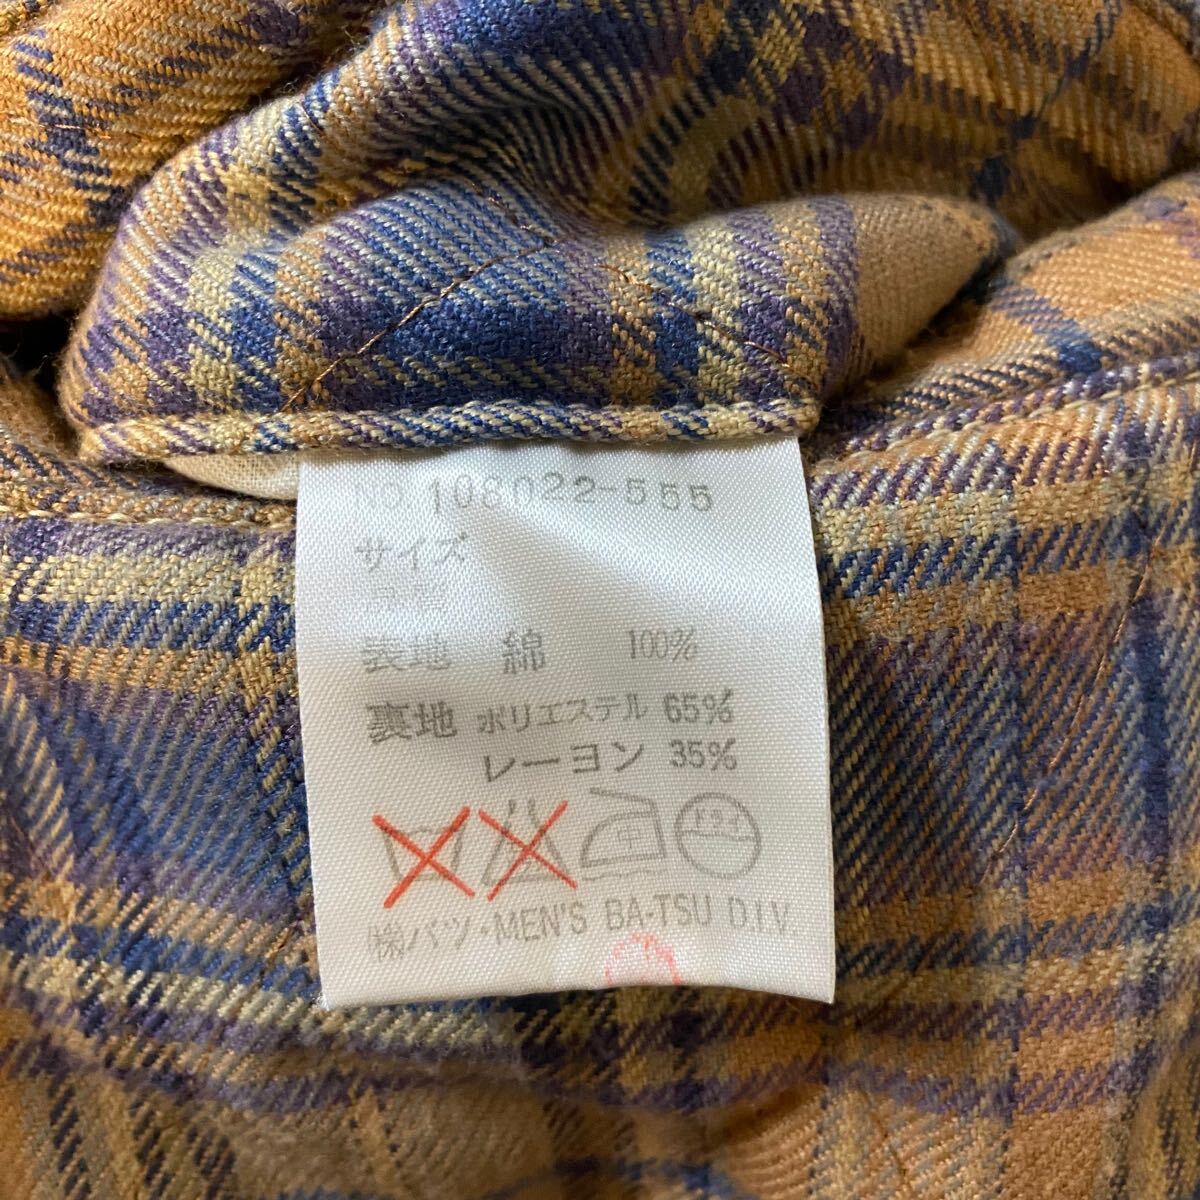 NO. 108022-555
サイズ
表地 綿 100%
裏地 ポリエステル 65%
レーヨン 35%
㈱バツ・MEN'S BA-TSU D.I.V.